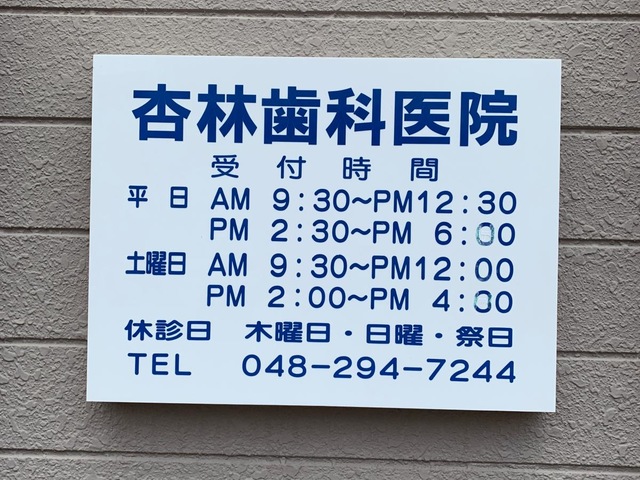 杏林歯科医院
受付時間
平日 AM 9:30~PM12:30
PM 2:30~PM 6:00
土曜日 AM 9:30~PM12:00
PM 2:00~PM 4:00
休診日 木曜日・日曜・祭日
TEL 048-294-7244